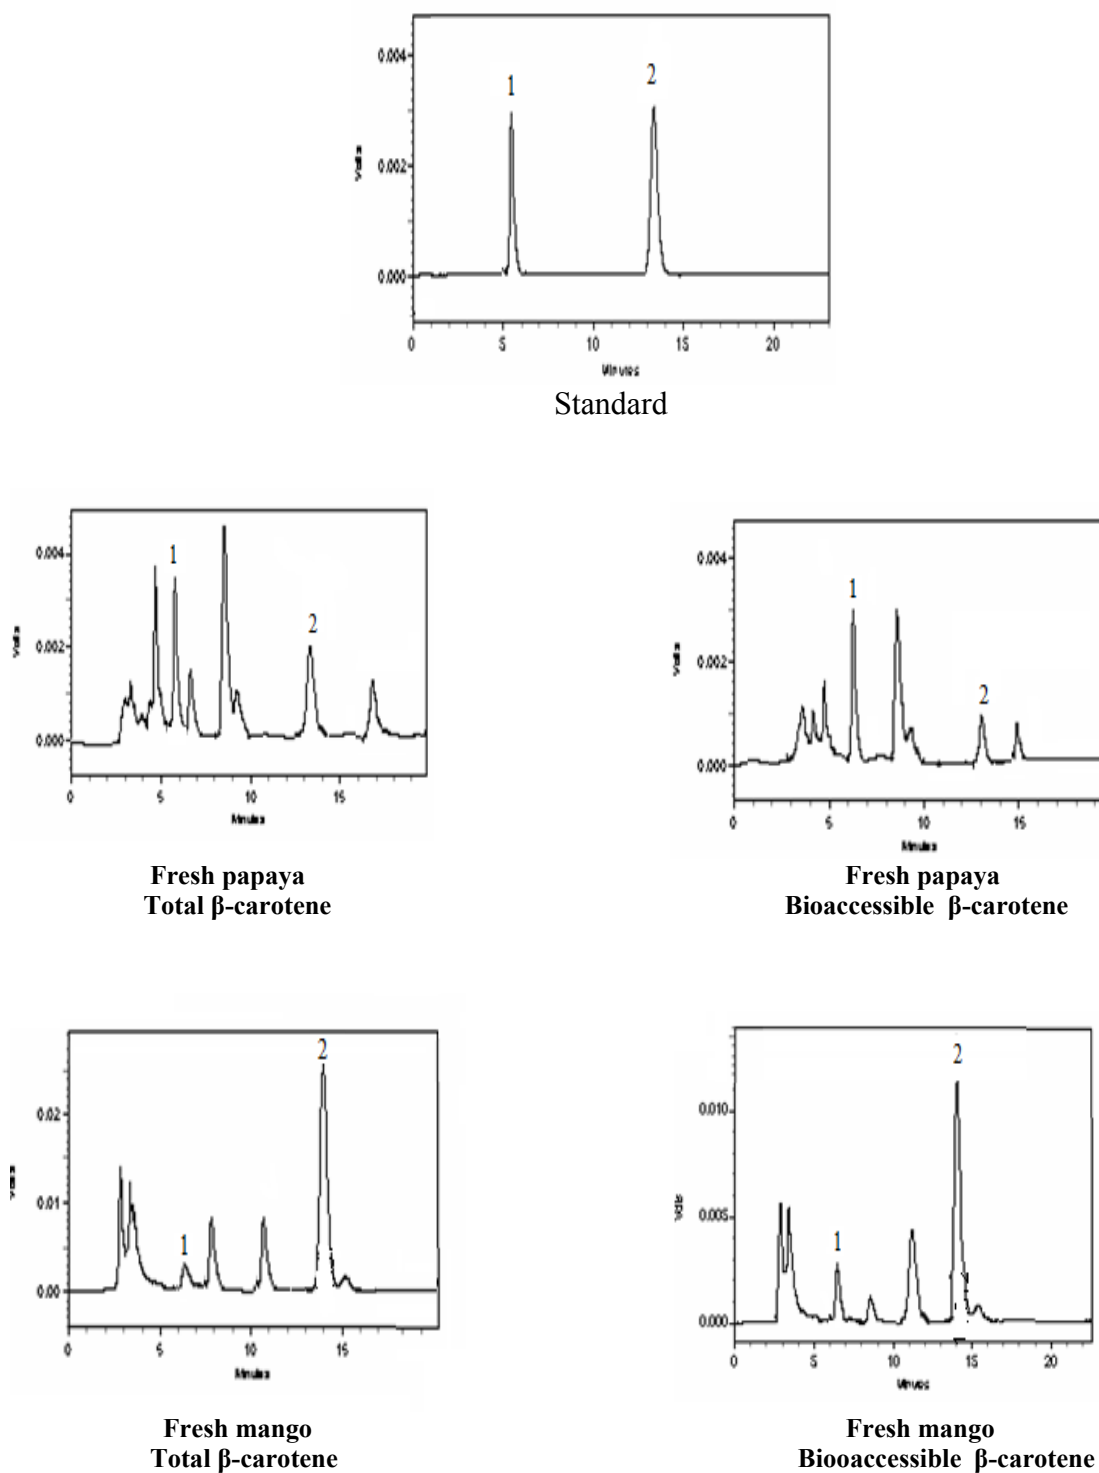 1
2
0.004
0.002
0.000
Volts
0 5 10 15 20
Minutes
Standard
1
2
0.004
0.002
0.000
Volts
0 5 10 15
Minutes
Fresh papaya
Total β-carotene
1
2
0.004
0.002
0.000
Volts
0 5 10 15
Minutes
Fresh papaya
Bioaccessible β-carotene
1
2
0.02
0.01
0.00
Volts
0 5 10 15
Minutes
Fresh mango
Total β-carotene
1
2
0.010
0.005
0.000
Volts
0 5 10 15 20
Minutes
Fresh mango
Biooaccessible β-carotene